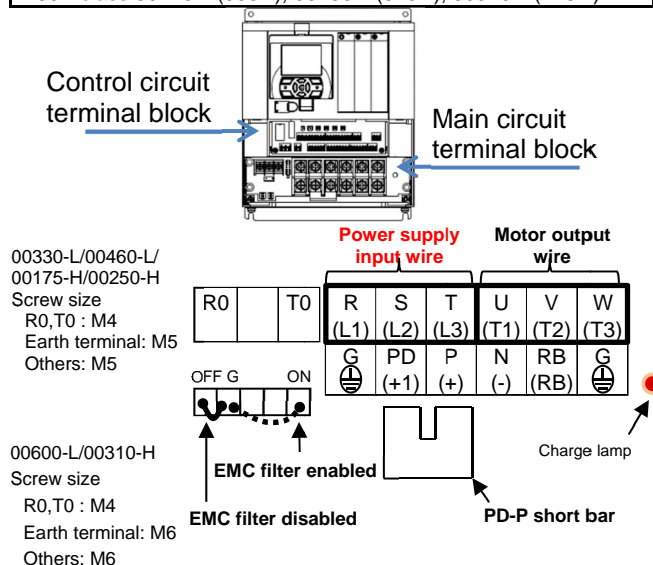 Control circuit
terminal block
Main circuit
terminal block
Power supply
input wire
Motor output
wire
00330-L/00460-L/
00175-H/00250-H
Screw size
R0,T0 : M4
Earth terminal: M5
Others: M5
R0 T0
R S T U V W
(L1) (L2) (L3) (T1) (T2) (T3)
G PD P N RB G
(+1) (+) (-) (RB)
OFF G ON
Charge lamp
EMC filter enabled
EMC filter disabled
PD-P short bar
00600-L/00310-H
Screw size
R0,T0 : M4
Earth terminal: M6
Others: M6